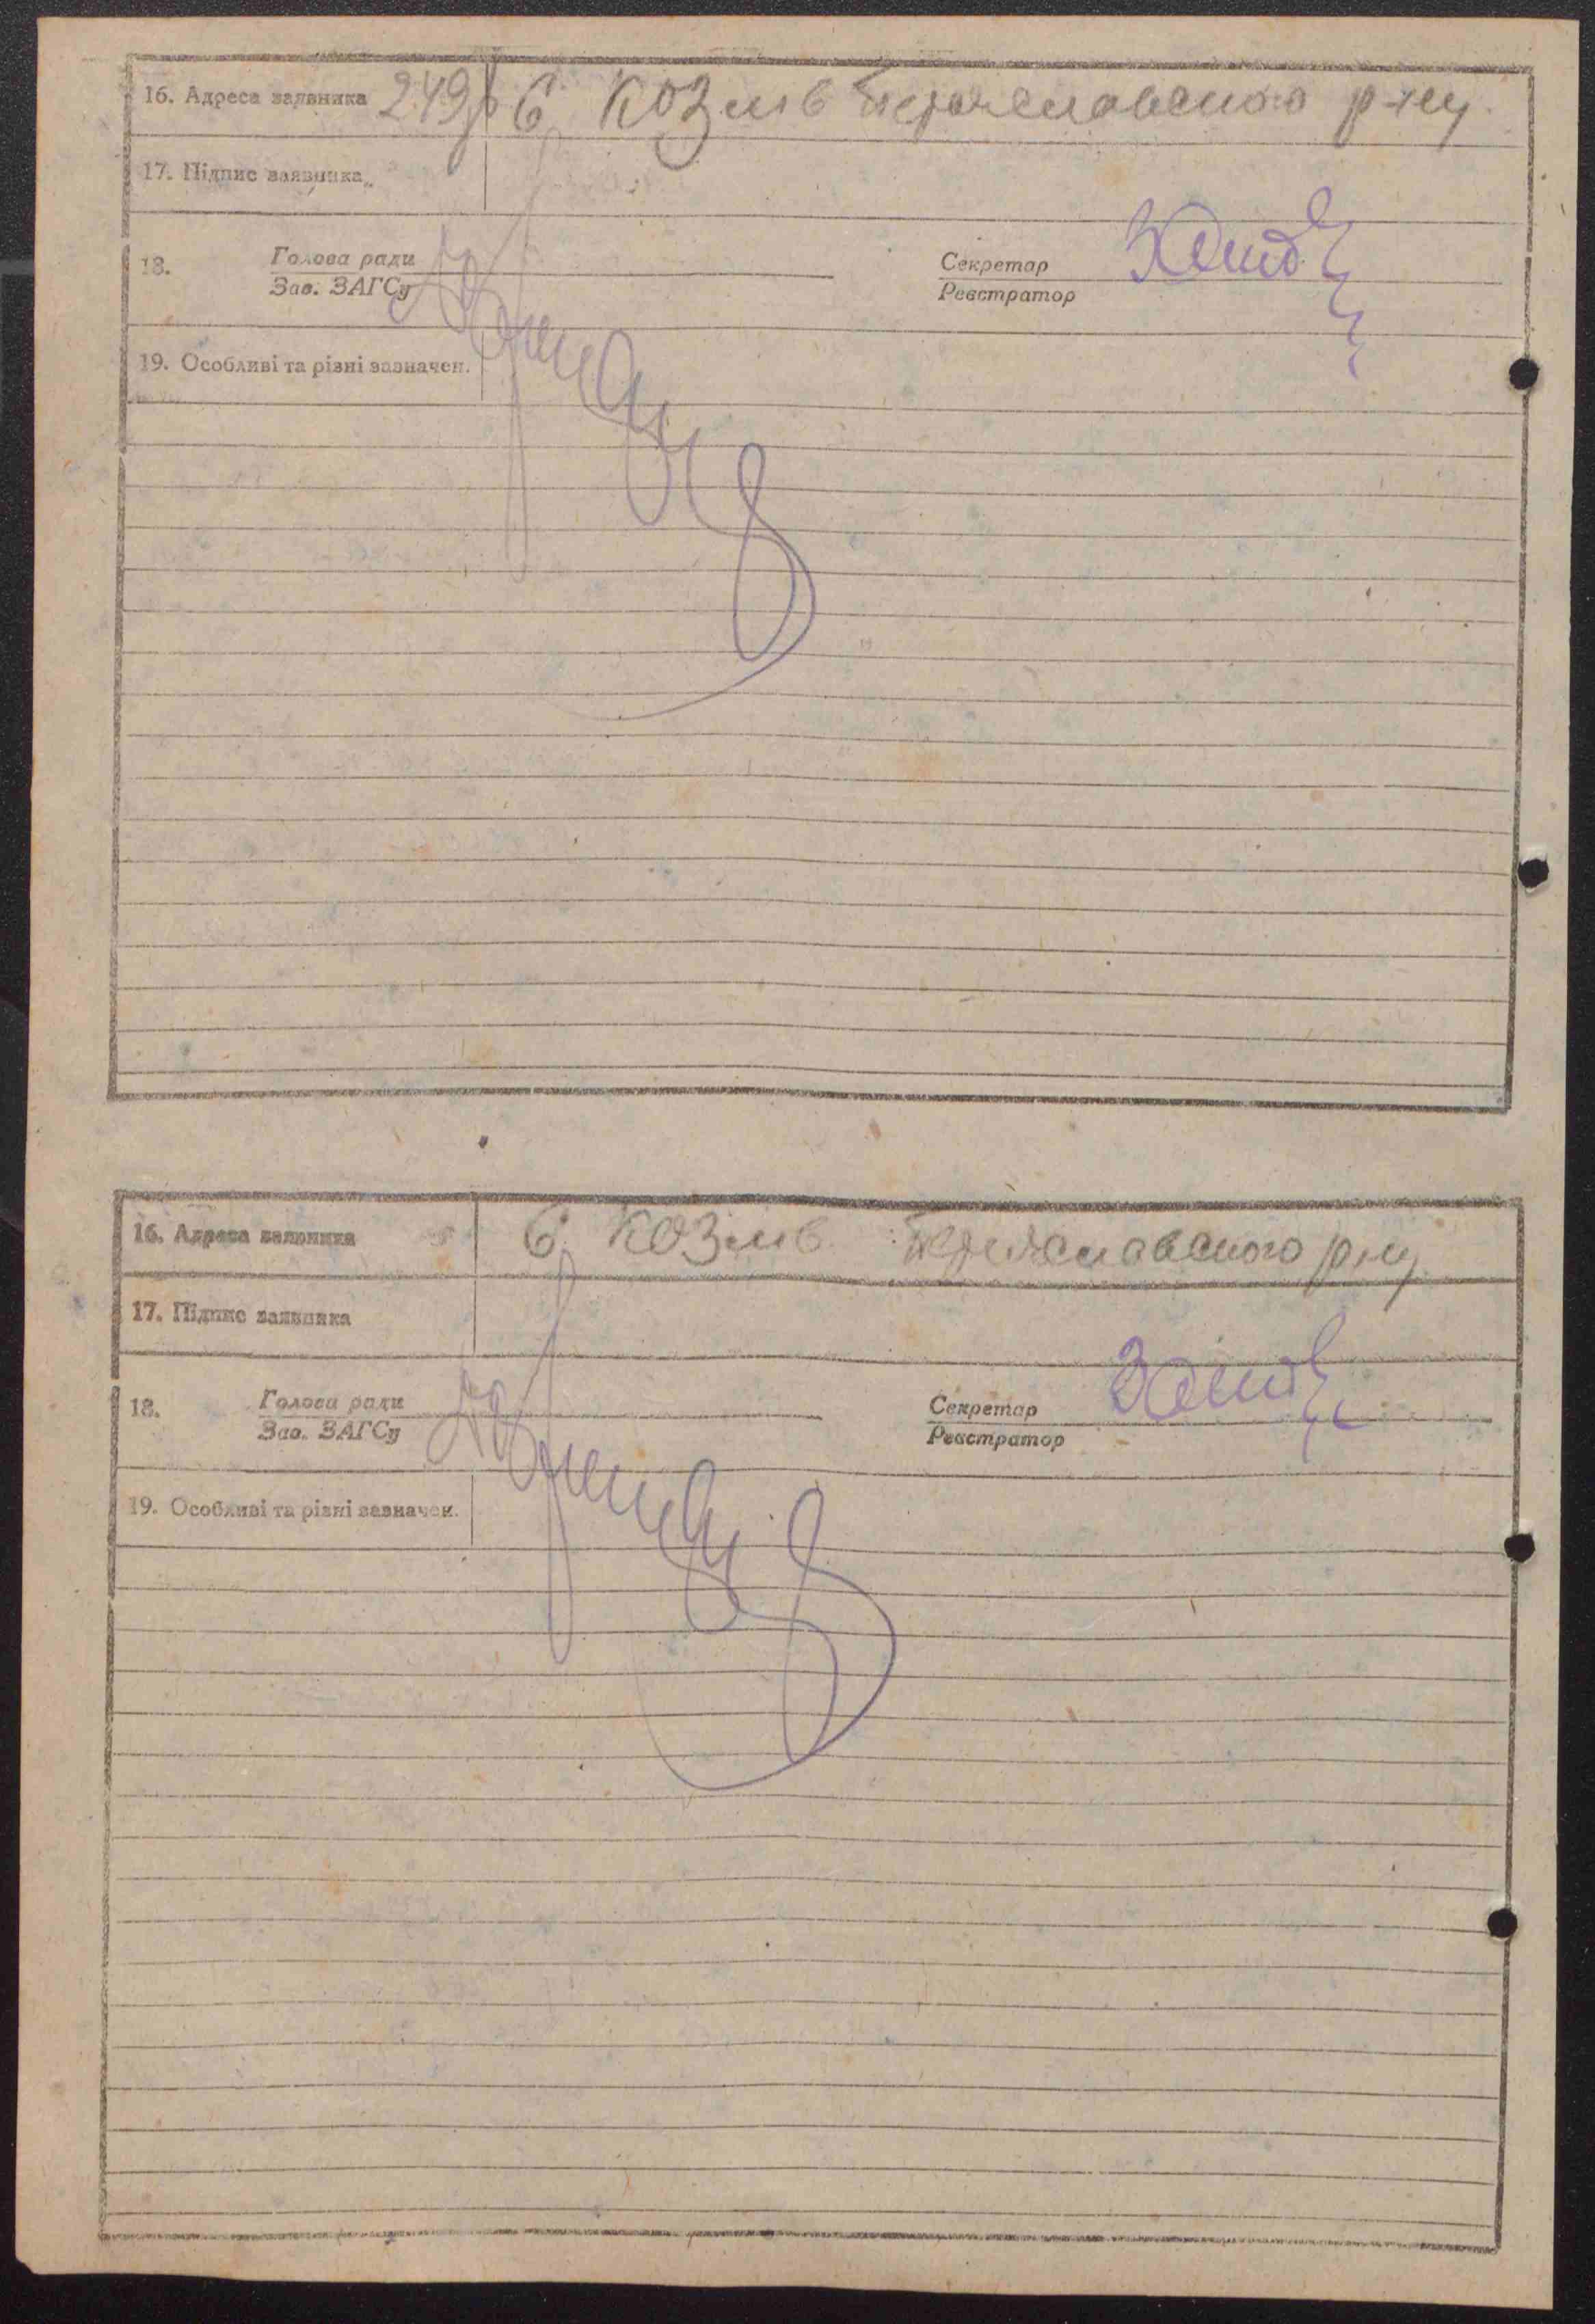 16. Адреса заявника 249 с. Козлів Переяславського р-ну
17. Підпис заявника
18. Голова ради Секретар
Зав. ЗАГСу Реєстратор
19. Особливі та різні зазначен.
16. Адреса заявника с. Козлів Переяславського р-ну
17. Підпис заявника
18. Голова ради Секретар
Зав. ЗАГСу Реєстратор
19. Особливі та різні зазначен.